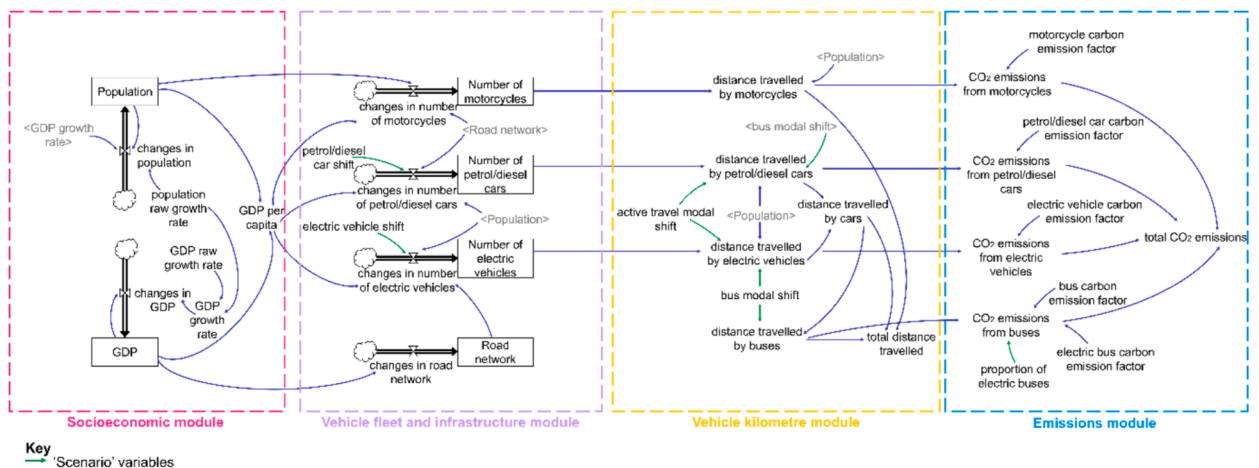 Population
<GDP growth
rate>
changes in
population
population
raw growth
rate
GDP per
capita
GDP raw
growth rate
changes in
GDP
GDP
growth
rate
GDP
Socioeconomic module
Number of
motorcycles
changes in number
of motorcycles
<Road network>
petrol/diesel
car shift
Number of
petrol/diesel
cars
changes in number
of petrol/diesel cars
<Population>
electric vehicle shift
Number of
electric
vehicles
changes in number
of electric vehicles
Road
network
changes in road
network
Vehicle fleet and infrastructure module
<Population>
distance travelled
by motorcycles
<bus modal shift>
distance travelled
by petrol/diesel cars
active travel modal
shift
<Population>
distance travelled
by cars
distance travelled
by electric vehicles
bus modal shift
distance travelled
by buses
total distance
travelled
Vehicle kilometre module
motorcycle carbon
emission factor
CO₂ emissions
from motorcycles
petrol/diesel car carbon
emission factor
CO₂ emissions
from petrol/diesel
cars
electric vehicle carbon
emission factor
total CO₂ emissions
CO₂ emissions
from electric
vehicles
bus carbon
emission factor
CO₂ emissions
from buses
electric bus carbon
emission factor
proportion of
electric buses
Emissions module
Key
'Scenario' variables